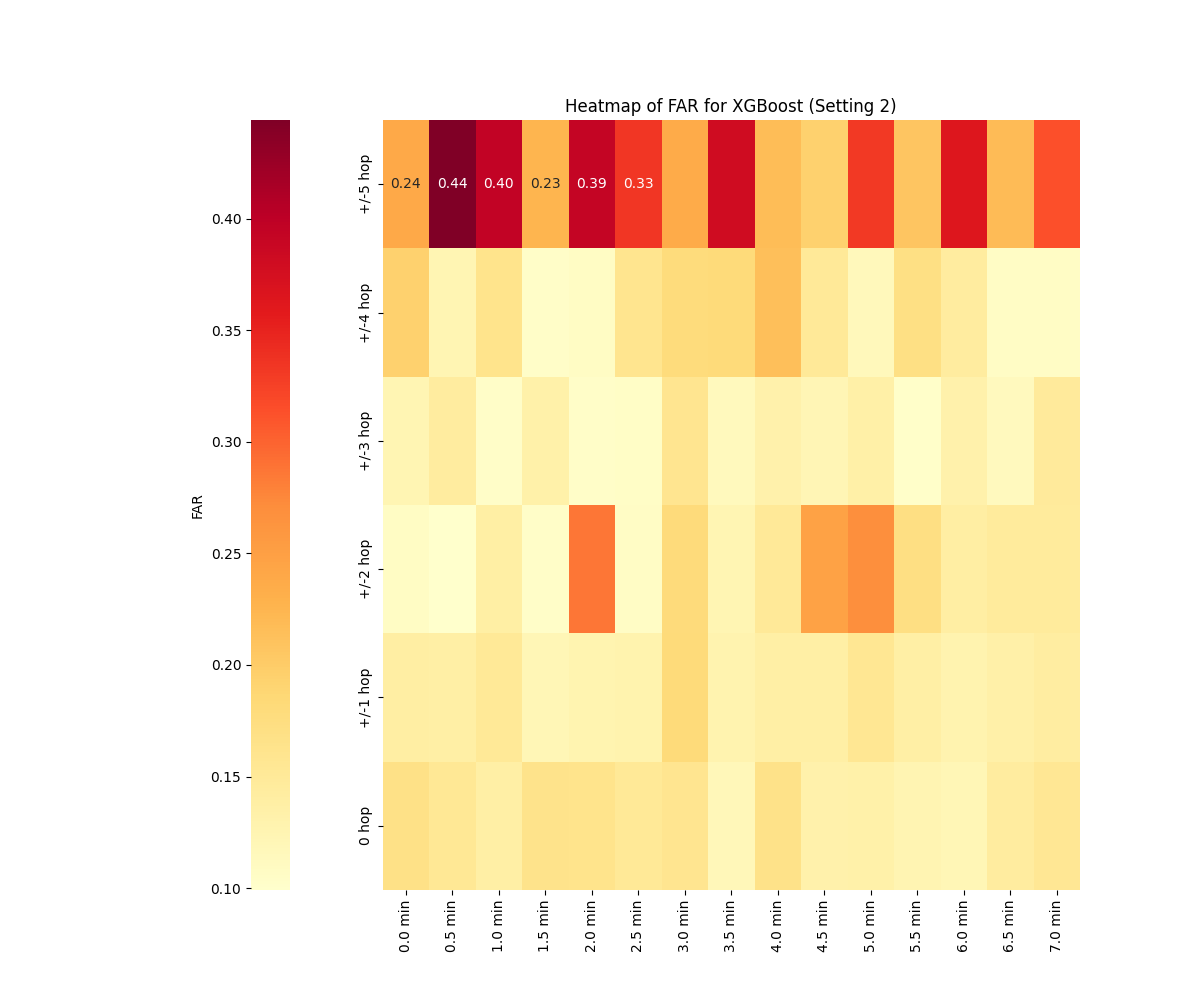 Heatmap of FAR for XGBoost (Setting 2)
0.40
0.35
0.30
0.25
0.20
0.15
0.10
FAR
+/-5 hop
+/-4 hop
+/-3 hop
+/-2 hop
+/-1 hop
0 hop
0.24 0.44 0.40 0.23 0.39 0.33
0.0 min
0.5 min
1.0 min
1.5 min
2.0 min
2.5 min
3.0 min
3.5 min
4.0 min
4.5 min
5.0 min
5.5 min
6.0 min
6.5 min
7.0 min